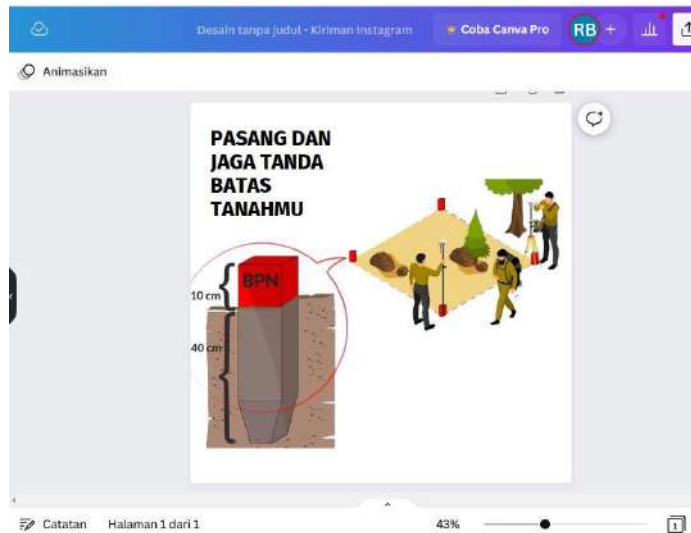 Desain tanpa judul - Kiriman Instagram
Coba Canva Pro
RB
+
Animasikan
PASANG DAN
JAGA TANDA
BATAS
TANAHMU
BPN
10 cm
40 cm
Catatan
Halaman 1 dari 1
43%
1